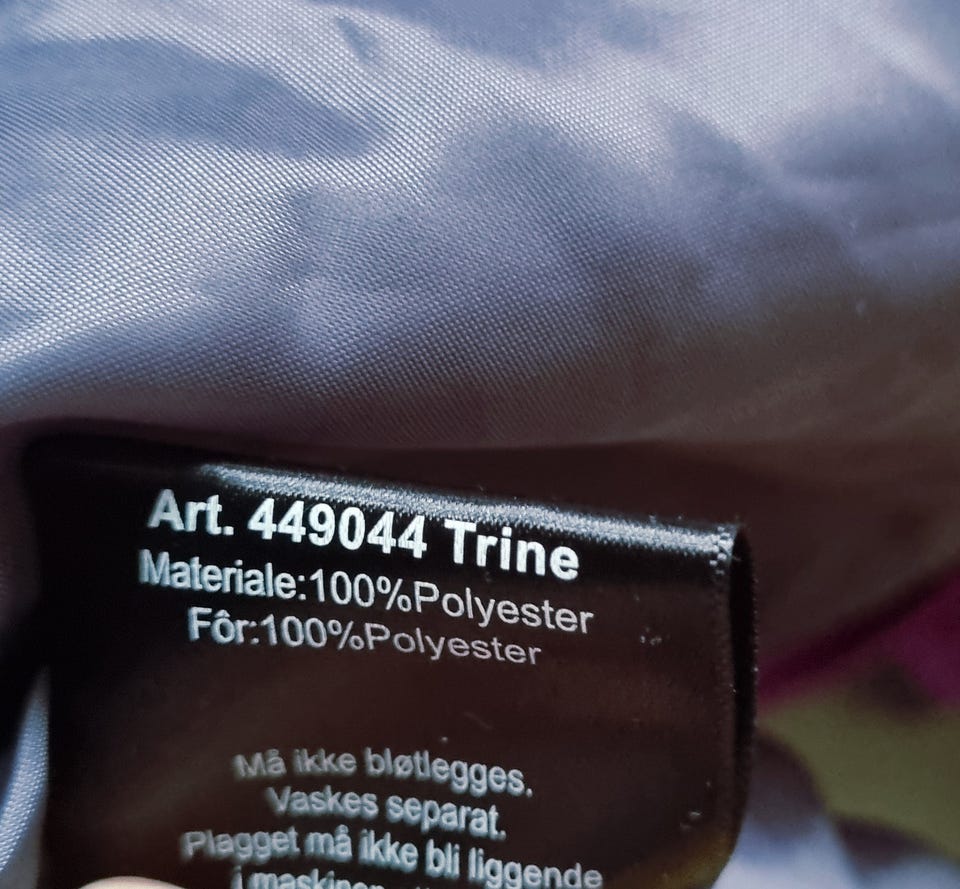 Art. 449044 Trine
Materiale:100%Polyester
Fôr:100%Polyester
Må ikke bløtlegges.
Vaskes separat.
Plagget må ikke bli liggende
i maskinen